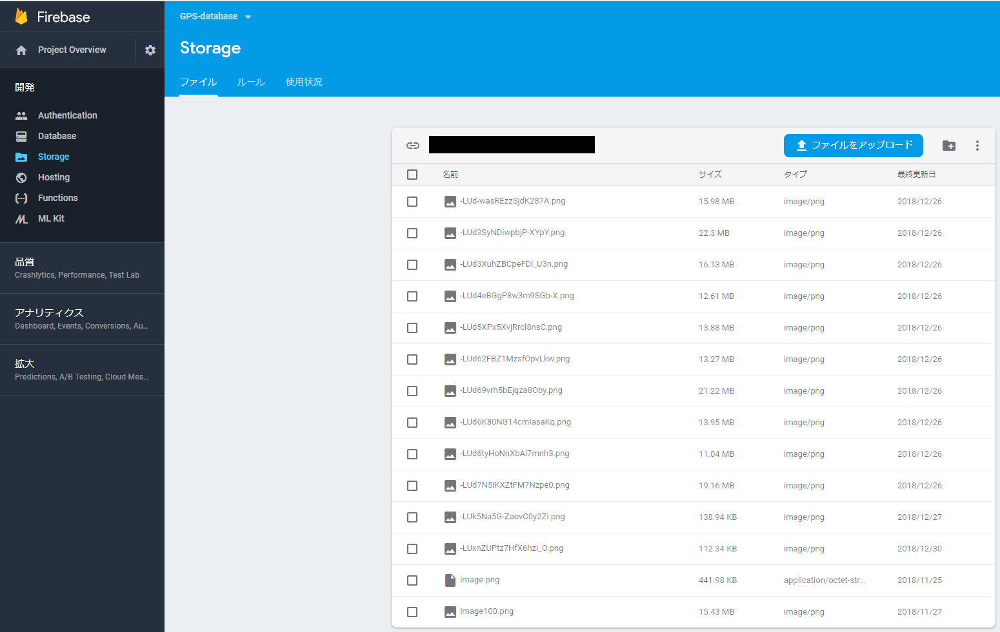 Firebase
Project Overview
開発
Authentication
Database
Storage
Hosting
Functions
ML Kit
品質
Crashlytics, Performance, Test Lab
アナリティクス
Dashboard, Events, Conversions, Au...
拡大
Predictions, A/B Testing, Cloud Mes...
GPS-database
Storage
ファイル ルール 使用状況
ファイルをアップロード
名前 サイズ タイプ 最終更新日
-LUd-wasREzzSjdK287A.png 15.98 MB image/png 2018/12/26
-LUd3SyNDiwpbjP-XYpY.png 22.3 MB image/png 2018/12/26
-LUd3XuhZBCpeFDl_U3n.png 16.13 MB image/png 2018/12/26
-LUd4eBGgP8w3m9SGb-X.png 12.61 MB image/png 2018/12/26
-LUd5XPx5XvjRrcl8nsC.png 13.88 MB image/png 2018/12/26
-LUd62FBZ1MzsfOpvLkw.png 13.27 MB image/png 2018/12/26
-LUd69vrh5bEjqza8Oby.png 21.22 MB image/png 2018/12/26
-LUd6K80NG14cmIasaKq.png 13.95 MB image/png 2018/12/26
-LUd6tyHoNnXbAl7mnh3.png 11.04 MB image/png 2018/12/26
-LUd7N5iKXZtFM7Nzpe0.png 19.16 MB image/png 2018/12/26
-LUk5Na5G-ZaovC0y2Zi.png 138.94 KB image/png 2018/12/27
-LUxnZUPtz7HfX6hzi_O.png 112.34 KB image/png 2018/12/30
image.png 441.98 KB application/octet-str... 2018/11/25
image100.png 15.43 MB image/png 2018/11/27